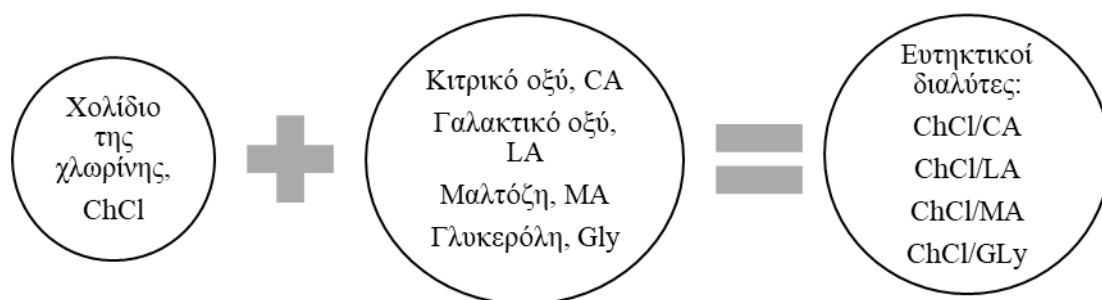 Χολίδιο
της
χλωρίνης,
ChCl
Κιτρικό οξύ, CA
Γαλακτικό οξύ,
LA
Μαλτόζη, MA
Γλυκερόλη, Gly
Ευτηκτικοί
διαλύτες:
ChCl/CA
ChCl/LA
ChCl/MA
ChCl/GLy